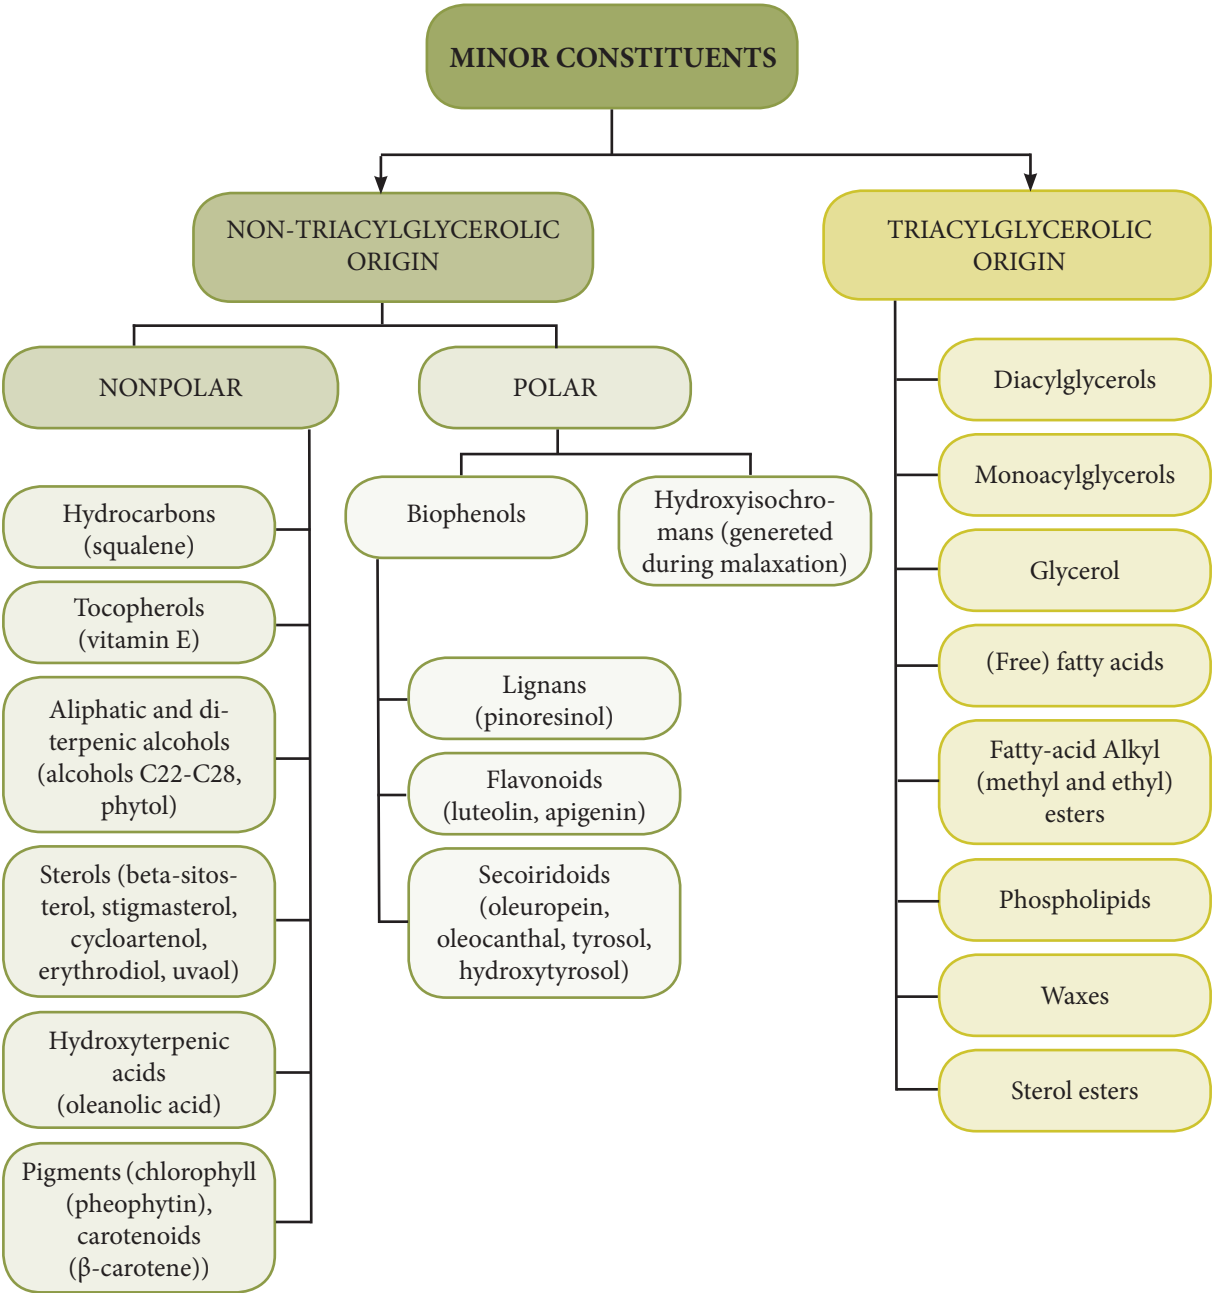 MINOR CONSTITUENTS
NON-TRIACYLGLYCEROLIC
ORIGIN
TRIACYLGLYCEROLIC
ORIGIN
NONPOLAR
POLAR
Hydrocarbons
(squalene)
Tocopherols
(vitamin E)
Aliphatic and di-
terpenic alcohols
(alcohols C22-C28,
phytol)
Sterols (beta-sitos-
terol, stigmasterol,
cycloartenol,
erythrodiol, uvaol)
Hydroxyterpenic
acids
(oleanolic acid)
Pigments (chlorophyll
(pheophytin),
carotenoids
(β-carotene))
Biophenols
Hydroxyisochro-
mans (genereted
during malaxation)
Lignans
(pinoresinol)
Flavonoids
(luteolin, apigenin)
Secoiridoids
(oleuropein,
oleocanthal, tyrosol,
hydroxytyrosol)
Diacylglycerols
Monoacylglycerols
Glycerol
(Free) fatty acids
Fatty-acid Alkyl
(methyl and ethyl)
esters
Phospholipids
Waxes
Sterol esters